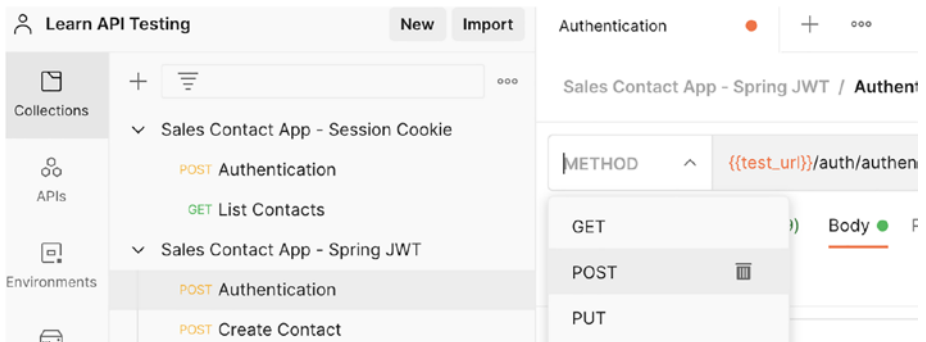 Learn API Testing
New
Import
Collections
APIs
Environments
Sales Contact App - Session Cookie
POST Authentication
GET List Contacts
Sales Contact App - Spring JWT
POST Authentication
POST Create Contact
Authentication
Sales Contact App - Spring JWT /
METHOD
{{test_url}}/auth/
GET
POST
PUT
9)
Body